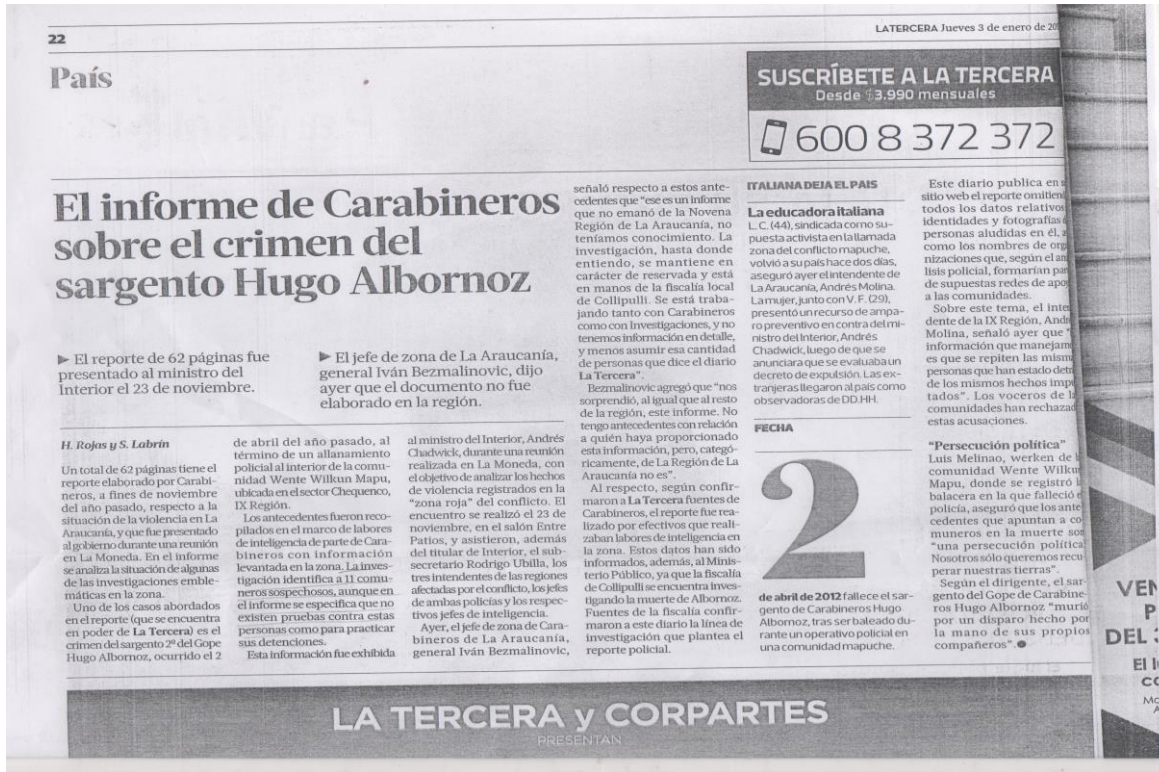 22
LATERCERA Jueves 3 de enero de
País
SUSCRÍBETE A LA TERCERA
Desde $3.990 mensuales
600 8 372 372
El informe de Carabineros
sobre el crimen del
sargento Hugo Albornoz
► El reporte de 62 páginas fue
presentado al ministro del
Interior el 23 de noviembre.
► El jefe de zona de La Araucanía,
general Iván Bezmalinovic, dijo
ayer que el documento no fue
elaborado en la región.
H. Rojas y S. Labrín
Un total de 62 páginas tiene el
reporte elaborado por Carabi-
neros, a fines de noviembre
del año pasado, respecto a la
situación de la violencia en La
Araucanía, y que fue presentado
al gobierno durante una reunión
en La Moneda. En el informe
se analiza la situación de algunas
de las investigaciones emble-
máticas en la zona.
Uno de los casos abordados
en el reporte (que se encuentra
en poder de La Tercera) es el
crimen del sargento 2º del Gope
Hugo Albornoz, ocurrido el 2
de abril del año pasado, al
término de un allanamiento
policial al interior de la comu-
nidad Wente Wilkun Mapu,
ubicada en el sector Chequenco,
IX Región.
Los antecedentes fueron reco-
pilados en el marco de labores
de inteligencia de parte de Cara-
bineros con información
levantada en la zona. La inves-
tigación identifica a 11 comu-
neros sospechosos, aunque en
el informe se especifica que no
existen pruebas contra estas
personas como para practicar
sus detenciones.
Esta información fue exhibida
al ministro del Interior, Andrés
Chadwick, durante una reunión
realizada en La Moneda, con
el objetivo de analizar los hechos
de violencia registrados en la
"zona roja" del conflicto. El
encuentro se realizó el 23 de
noviembre, en el salón Entre
Patios, y asistieron, además
del titular de Interior, el sub-
secretario Rodrigo Ubilla, los
tres intendentes de las regiones
afectadas por el conflicto, los jefes
de ambas policías y los respec-
tivos jefes de inteligencia.
Ayer, el jefe de zona de Cara-
bineros de La Araucanía,
general Iván Bezmalinovic,
señaló respecto a estos ante-
cedentes que "ese es un informe
que no emanó de la Novena
Región de La Araucanía, no
teníamos conocimiento. La
investigación, hasta donde
entiendo, se mantiene en
carácter de reservada y está
en manos de la fiscalía local
de Collipulli. Se está traba-
jando tanto con Carabineros
como con Investigaciones, y no
tenemos información en detalle,
y menos asumir esa cantidad
de personas que dice el diario
La Tercera".
Bezmalinovic agregó que "nos
sorprendió, al igual que al resto
de la región, este informe. No
tengo antecedentes con relación
a quién haya proporcionado
esta información, pero, categó-
ricamente, de La Región de La
Araucanía no es".
Al respecto, según confir-
maron a La Tercera fuentes de
Carabineros, el reporte fue rea-
lizado por efectivos que reali-
zaban labores de inteligencia en
la zona. Estos datos han sido
informados, además, al Minis-
terio Público, ya que la fiscalía
de Collipulli se encuentra inves-
tigando la muerte de Albornoz.
Fuentes de la fiscalía confir-
maron a este diario la línea de
investigación que plantea el
reporte policial.
ITALIANA DEJA EL PAIS
La educadora italiana
L. C. (44), sindicada como su-
puesta activista en la llamada
zona del conflicto mapuche,
volvió a su país hace dos días,
aseguró ayer el intendente de
La Araucanía, Andrés Molina.
La mujer, junto con V. F. (29),
presentó un recurso de ampa-
ro preventivo en contra del mi-
nistro del Interior, Andrés
Chadwick, luego de que se
anunciara que se evaluaba un
decreto de expulsión. Las ex-
tranjeras llegaron al país como
observadoras de DD.HH.
FECHA
2
de abril de 2012 fallece el sar-
gento de Carabineros Hugo
Albornoz, tras ser baleado du-
rante un operativo policial en
una comunidad mapuche.
Este diario publica en
sitio web el reporte omitien
todos los datos relativos
identidades y fotografías
personas aludidas en él,
como los nombres de org
nizaciones que, según el
lisis policial, formarían
de supuestas redes de
a las comunidades.
Sobre este tema, el
dente de la IX Región,
Molina, señaló ayer que
información que manejam
es que se repiten las mism
personas que han estado
de los mismos hechos
tados". Los voceros de
comunidades han rechazad
estas acusaciones.
"Persecución política"
Luis Melinao, werken de
comunidad Wente Wilkun
Mapu, donde se registró
balacera en la que falleció
policía, aseguró que los ante
cedentes que apuntan a co
muneros en la muerte son
"una persecución política
Nosotros sólo queremos recu
perar nuestras tierras".
Según el dirigente, el sar-
gento del Gope de Carabine-
ros Hugo Albornoz "murió
por un disparo hecho por
la mano de sus propios
compañeros".
LA TERCERA y CORPARTES
PRESENTAN
VEN
P
DEL
El